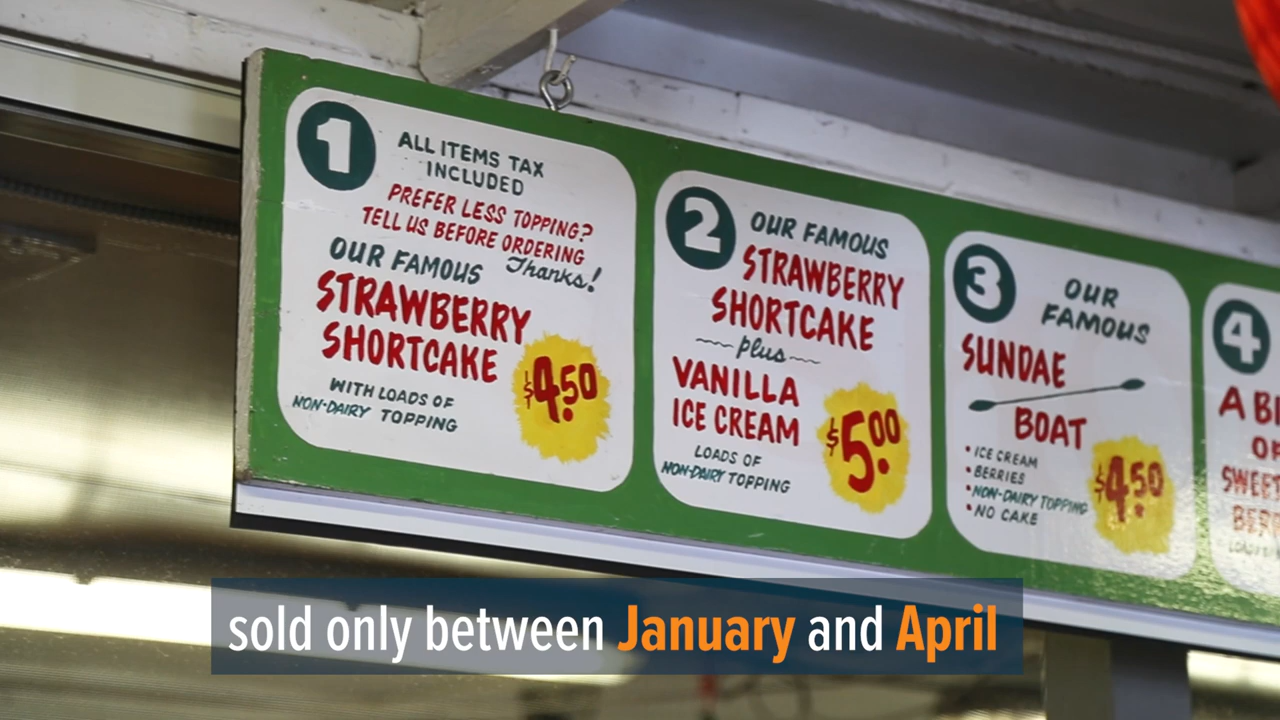 1
ALL ITEMS TAX
INCLUDED
PREFER LESS TOPPING?
TELL US BEFORE ORDERING
Thanks!
OUR FAMOUS
STRAWBERRY
SHORTCAKE
$4.50
WITH LOADS OF
NON-DAIRY TOPPING
2
OUR FAMOUS
STRAWBERRY
SHORTCAKE
plus
VANILLA
ICE CREAM
$5.00
LOADS OF
NON-DAIRY TOPPING
3
OUR
FAMOUS
SUNDAE
BOAT
• ICE CREAM
• BERRIES
• NON-DAIRY TOPPING
• NO CAKE
$4.50
4
A
SWEET
sold only between January and April